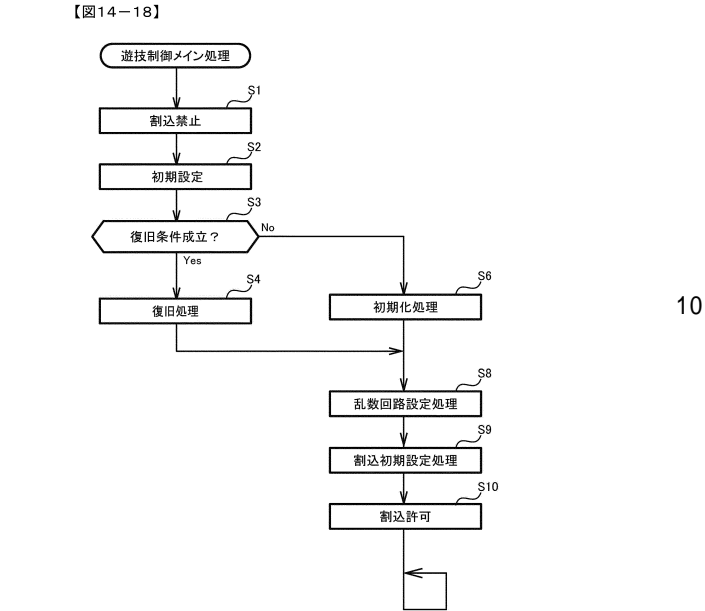 【図14－18】
遊技制御メイン処理
S1
割込禁止
S2
初期設定
S3
復旧条件成立？
No
Yes
S4
復旧処理
S6
初期化処理
10
S8
乱数回路設定処理
S9
割込初期設定処理
S10
割込許可